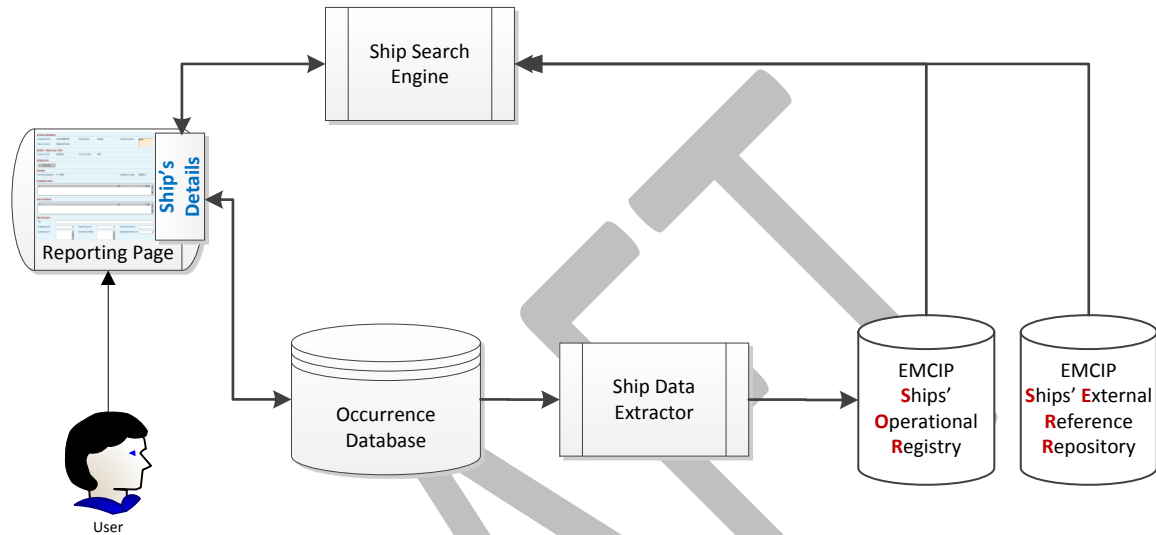 Ship Search
Engine
Ship's
Details
Reporting Page
User
Occurrence
Database
Ship Data
Extractor
EMCIP
Ships’
Operational
Registry
EMCIP
Ships’ External
Reference
Repository